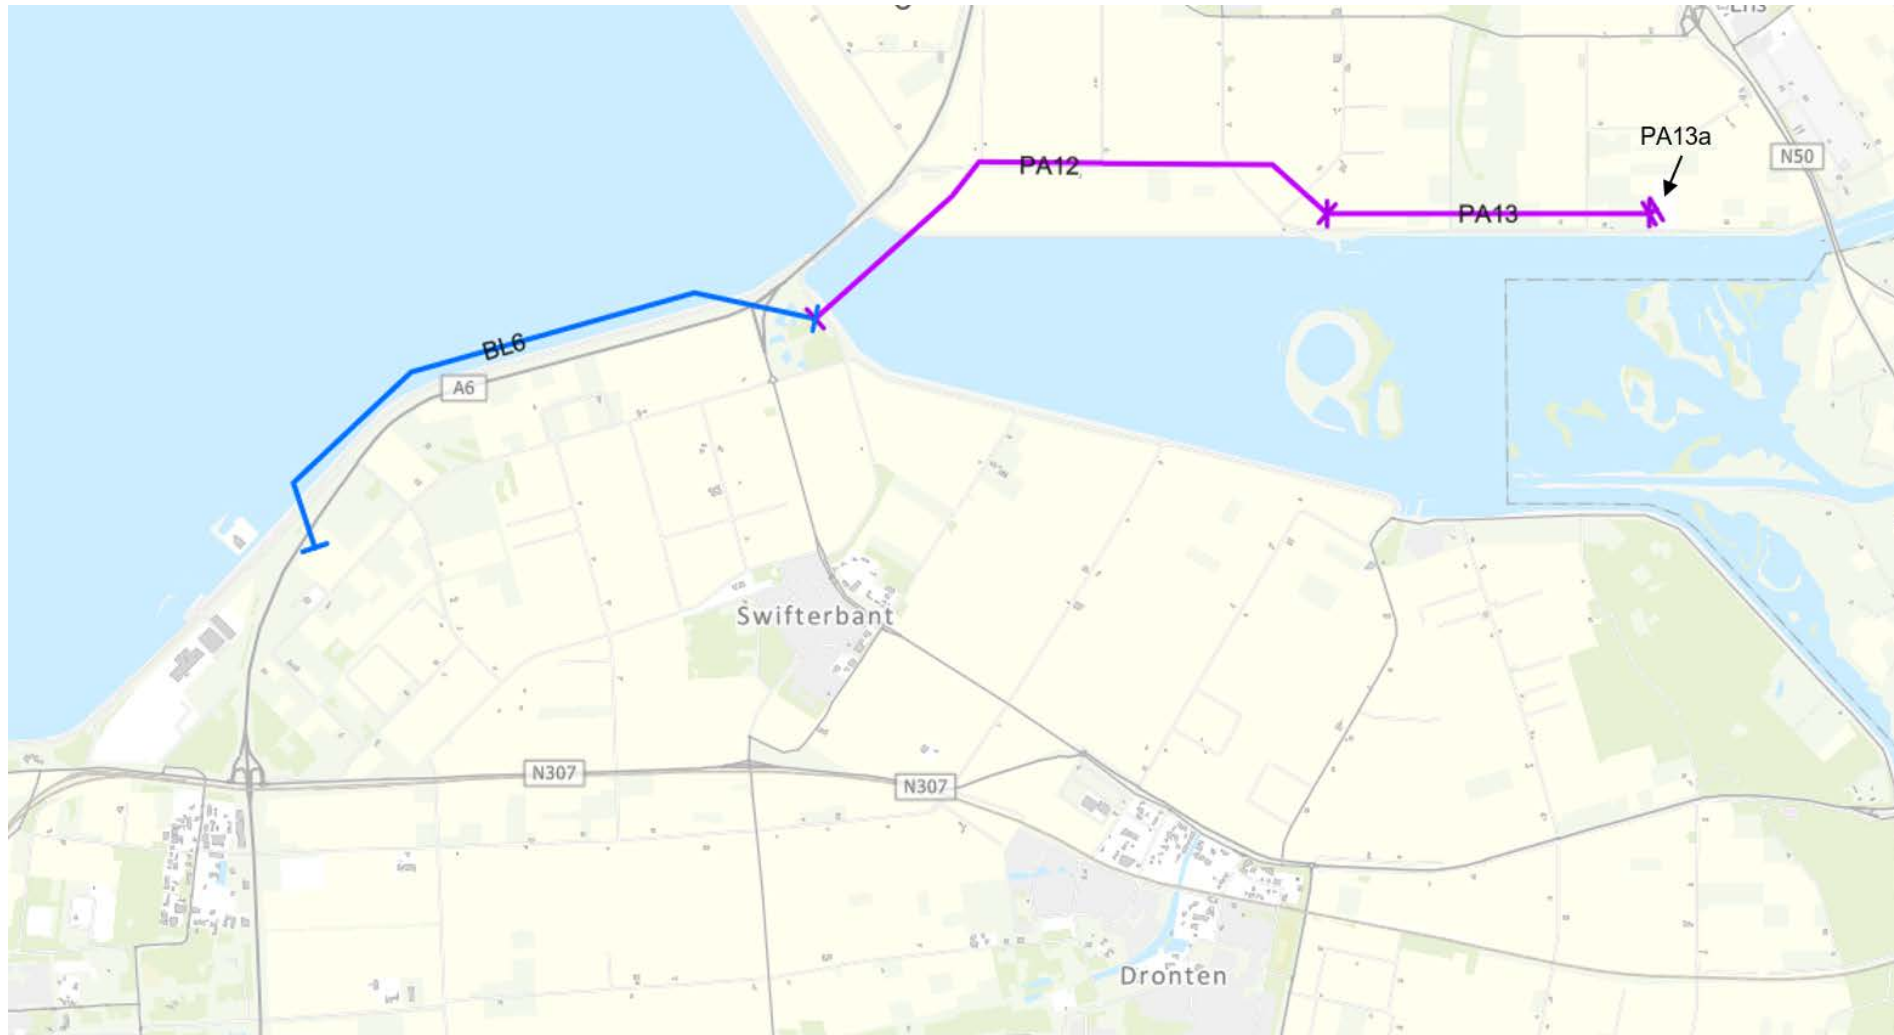 PA13a
N50
PA12
PA13
BL6
A6
Swifterbant
N307
N307
Dronten